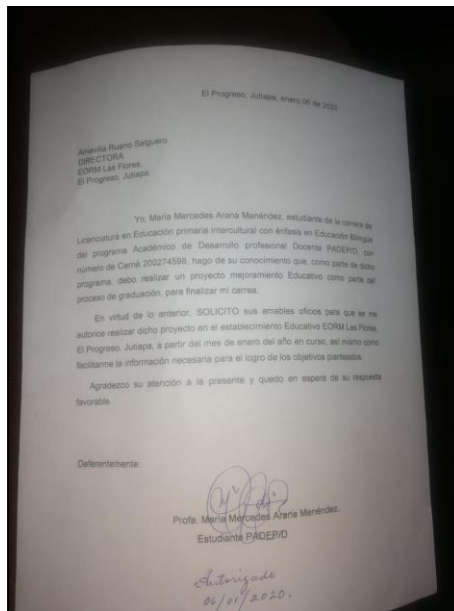 El Progreso, Jutiapa, enero 06 de 2020
Amavilia Ruano Salguero
DIRECTORA
EORM Las Flores,
El Progreso, Jutiapa.
Yo, María Mercedes Arana Menéndez, estudiante de la carrera de
Licenciatura en Educación primaria intercultural con énfasis en Educación Bilingüe
del programa Académico de Desarrollo profesional Docente PADEP/D, con
número de Carné 200274598, hago de su conocimiento que, como parte de dicho
programa, debo realizar un proyecto mejoramiento Educativo como parte del
proceso de graduación, para finalizar mi carrea.
En virtud de lo anterior, SOLICITO sus amables oficios para que se me
autorice realizar dicho proyecto en el establecimiento Educativo EORM Las Flores,
El Progreso, Jutiapa, a partir del mes de enero del año en curso, así mismo como
facilitarme la información necesaria para el logro de los objetivos planteados.
Agradezco su atención a la presente y quedo en espera de su respuesta
favorable.
Deferentemente:
Profa. María Mercedes Arana Menéndez.
Estudiante PADEP/D
Autorizado
06/01/2020.